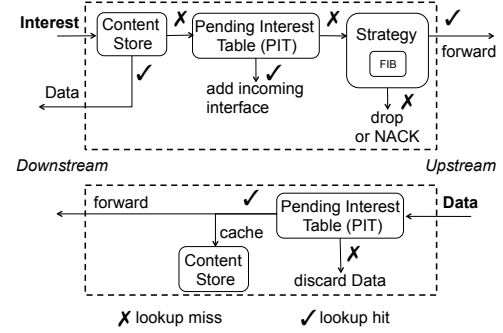 Interest
Content
Store
✗
Pending Interest
Table (PIT)
✗
Strategy
FIB
✓
forward
✓
Data
✓
add incoming
interface
✗
drop
or NACK
Downstream
Upstream
forward
✓
cache
Pending Interest
Table (PIT)
Data
Content
Store
✗
discard Data
✗ lookup miss
✓ lookup hit